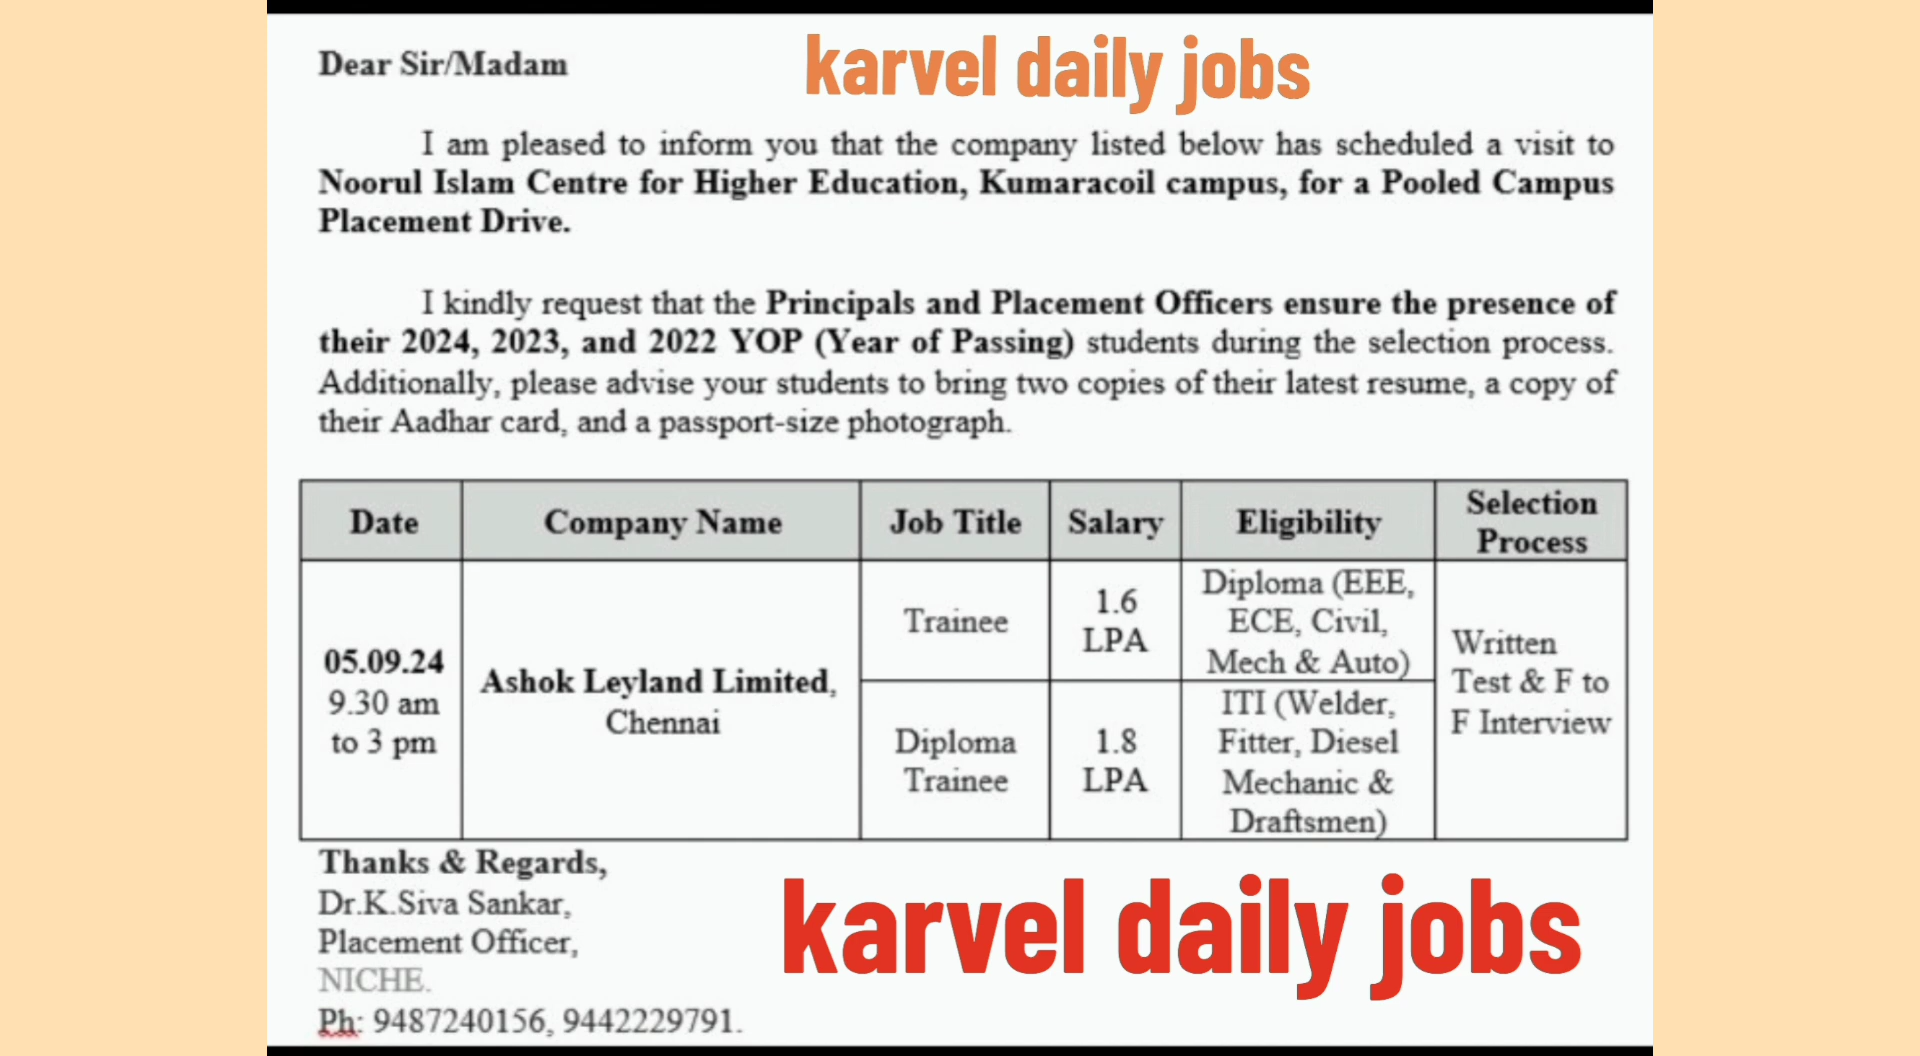 Dear Sir/Madam
karvel daily jobs
I am pleased to inform you that the company listed below has scheduled a visit to
Noorul Islam Centre for Higher Education, Kumaracoil campus, for a Pooled Campus
Placement Drive.
I kindly request that the Principals and Placement Officers ensure the presence of
their 2024, 2023, and 2022 YOP (Year of Passing) students during the selection process.
Additionally, please advise your students to bring two copies of their latest resume, a copy of
their Aadhar card, and a passport-size photograph.
Date Company Name Job Title Salary Eligibility Selection
Process
05.09.24
9.30 am
to 3 pm
Ashok Leyland Limited,
Chennai
Trainee
1.6
LPA
Diploma (EEE,
ECE, Civil,
Mech & Auto)
Written
Test & F to
F Interview
Diploma
Trainee
1.8
LPA
ITI (Welder,
Fitter, Diesel
Mechanic &
Draftsmen)
Thanks & Regards,
Dr.K.Siva Sankar,
Placement Officer,
NICHE.
Ph: 9487240156, 9442229791.
karvel daily jobs